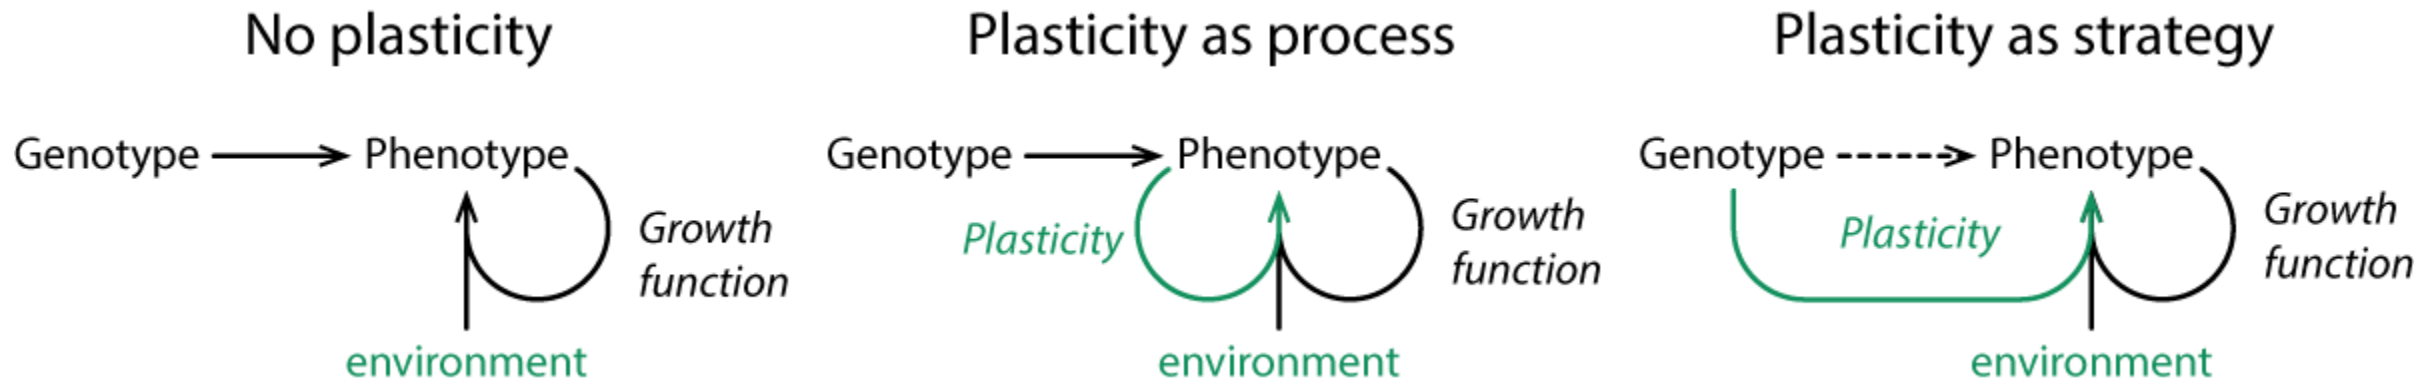 No plasticity
Genotype
Phenotype
Growth
function
environment
Plasticity as process
Genotype
Phenotype
Plasticity
Growth
function
environment
Plasticity as strategy
Genotype
Phenotype
Plasticity
Growth
function
environment